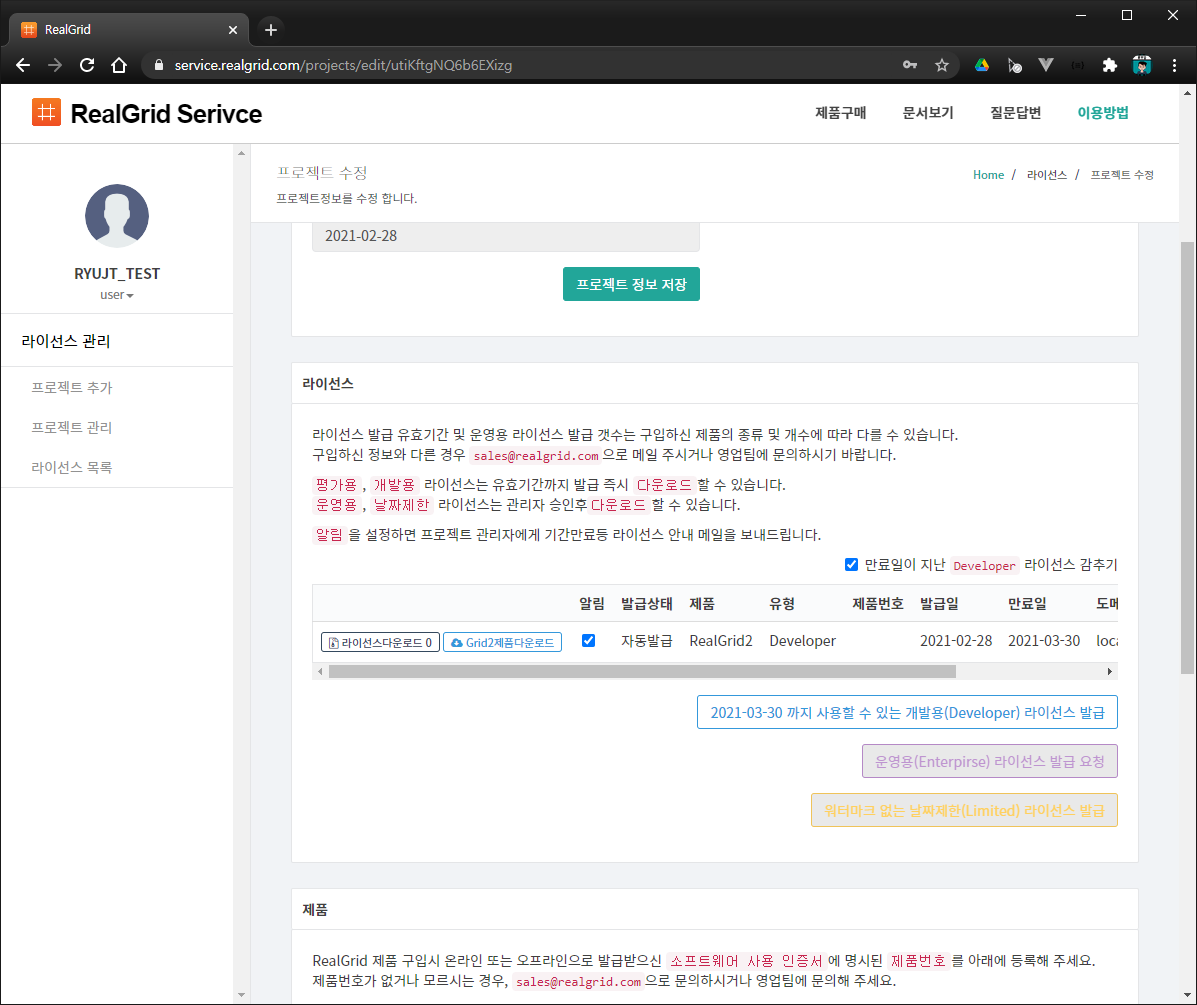 RealGrid
service.realgrid.com/projects/edit/utiKftgNQ6b6EXizg
RealGrid Serivce
제품구매 문서보기 질문답변 이용방법
RYUJT_TEST
user
라이선스 관리
프로젝트 추가
프로젝트 관리
라이선스 목록
프로젝트 수정
프로젝트정보를 수정 합니다.
Home / 라이선스 / 프로젝트 수정
2021-02-28
프로젝트 정보 저장
라이선스
라이선스 발급 유효기간 및 운영용 라이선스 발급 갯수는 구입하신 제품의 종류 및 개수에 따라 다를 수 있습니다.
구입하신 정보와 다른 경우 sales@realgrid.com 으로 메일 주시거나 영업팀에 문의하시기 바랍니다.
평가용 , 개발용 라이선스는 유효기간까지 발급 즉시 다운로드 할 수 있습니다.
운영용 , 날짜제한 라이선스는 관리자 승인후 다운로드 할 수 있습니다.
알림 을 설정하면 프로젝트 관리자에게 기간만료등 라이선스 안내 메일을 보내드립니다.
만료일이 지난 Developer 라이선스 감추기
알림 발급상태 제품 유형 제품번호 발급일 만료일 도메
라이선스다운로드 0 Grid2제품다운로드 자동발급 RealGrid2 Developer 2021-02-28 2021-03-30 loca
2021-03-30 까지 사용할 수 있는 개발용(Developer) 라이선스 발급
운영용(Enterpirse) 라이선스 발급 요청
워터마크 없는 날짜제한(Limited) 라이선스 발급
제품
RealGrid 제품 구입시 온라인 또는 오프라인으로 발급받으신 소프트웨어 사용 인증서 에 명시된 제품번호 를 아래에 등록해 주세요.
제품번호가 없거나 모르시는 경우, sales@realgrid.com 으로 문의하시거나 영업팀에 문의해 주세요.